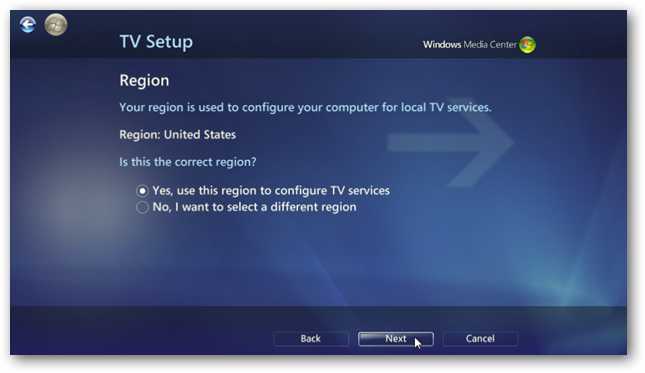 TV Setup
Windows Media Center
Region
Your region is used to configure your computer for local TV services.
Region: United States
Is this the correct region?
Yes, use this region to configure TV services
No, I want to select a different region
Back
Next
Cancel